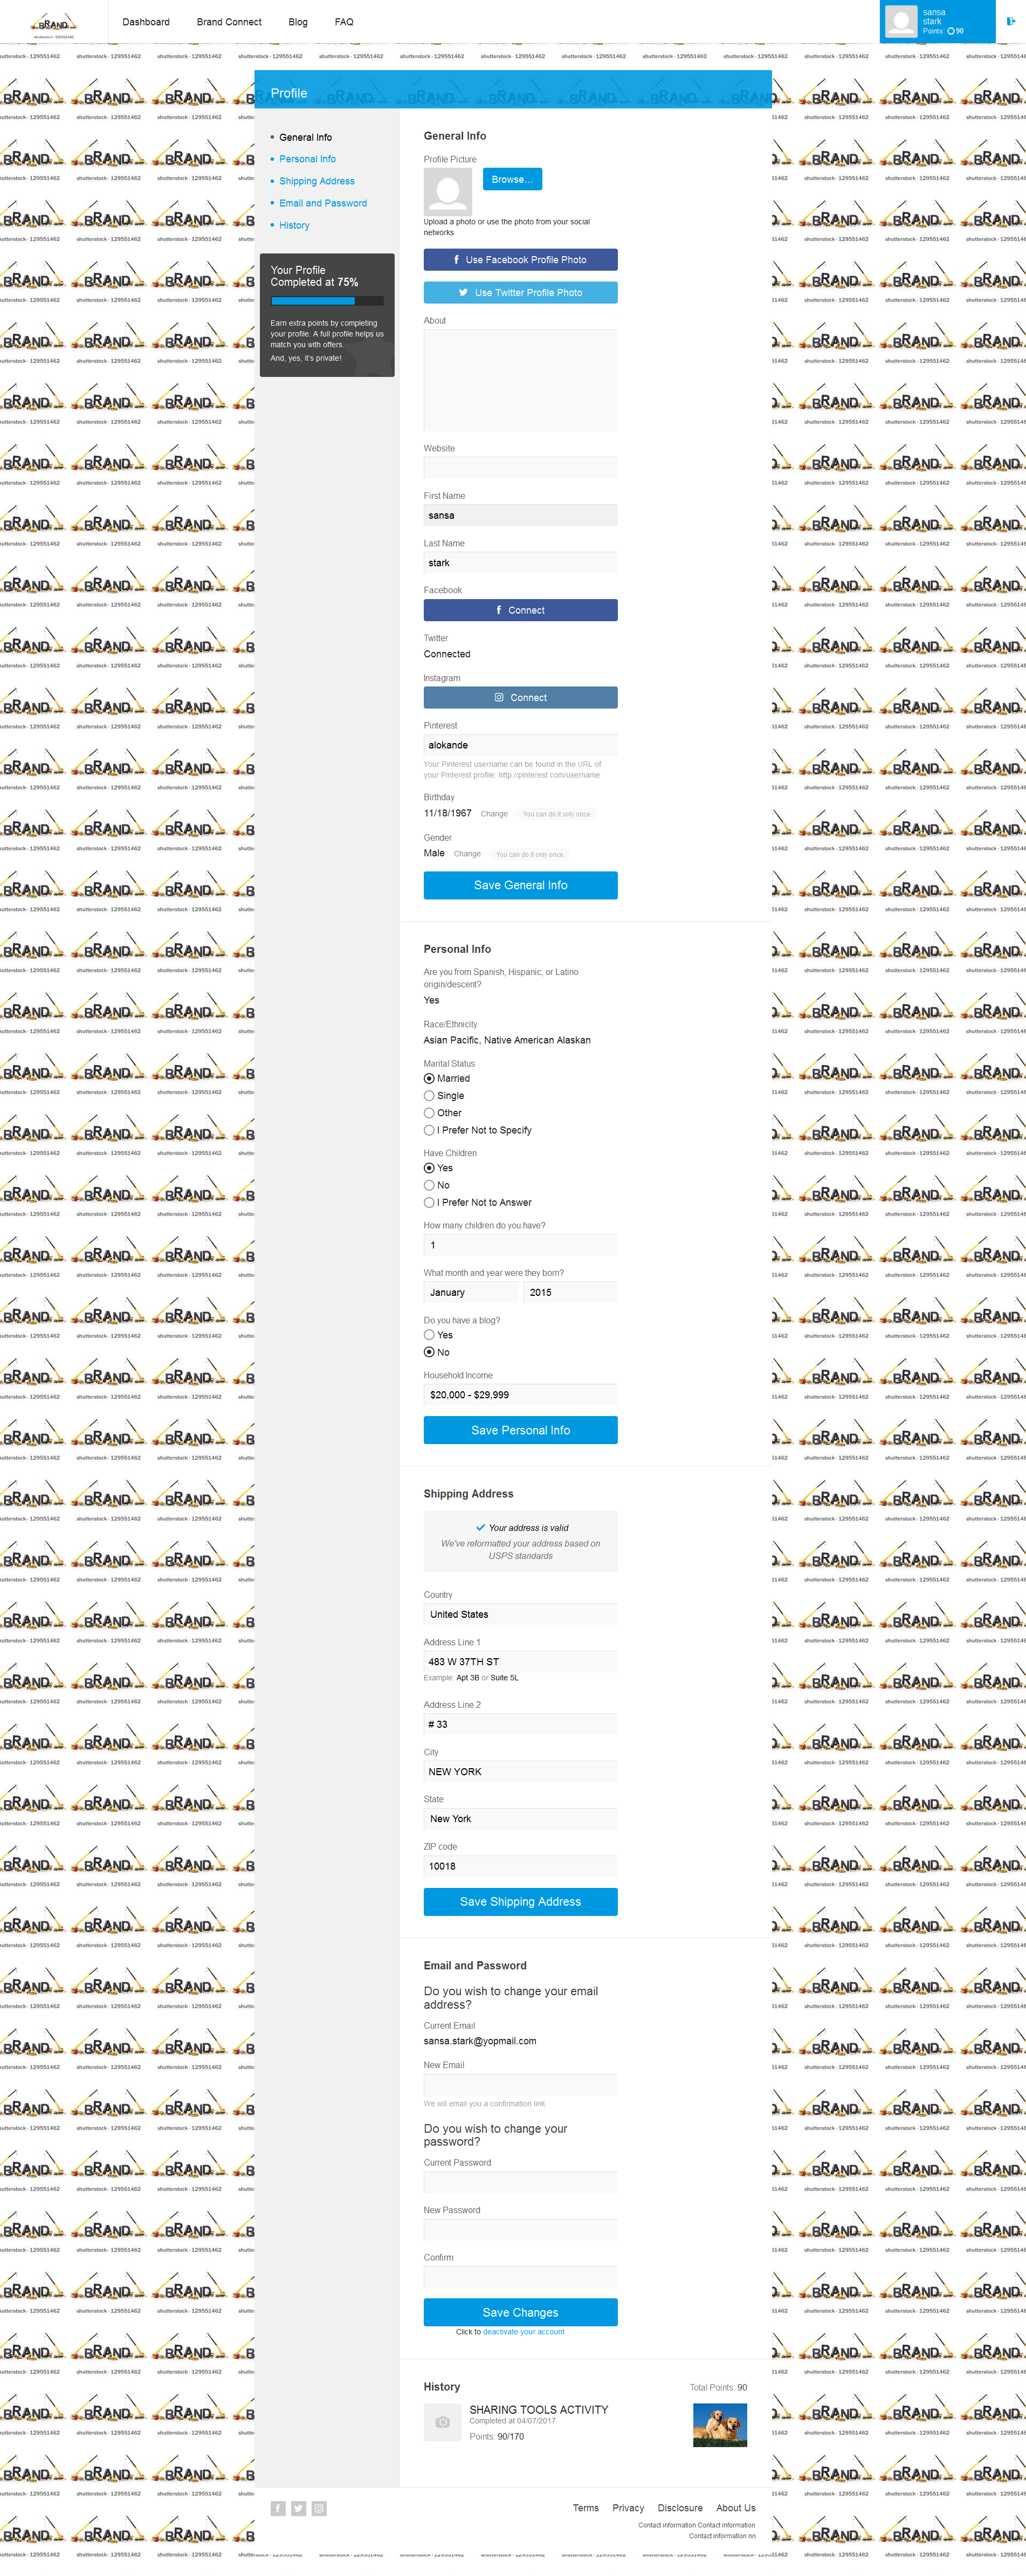 BRAND
shutterstock · 129551462
Dashboard
Brand Connect
Blog
FAQ
sansa
stark
Points: 90
Profile
General Info
Personal Info
Shipping Address
Email and Password
History
Your Profile
Completed at 75%
Earn extra points by completing
your profile. A full profile helps us
match you with offers.
And, yes, it's private!
General Info
Profile Picture
Browse...
Upload a photo or use the photo from your social
networks
Use Facebook Profile Photo
Use Twitter Profile Photo
About
Website
First Name
sansa
Last Name
stark
Facebook
Connect
Twitter
Connected
Instagram
Connect
Pinterest
alokande
Your Pinterest username can be found in the URL of
your Pinterest profile: http://pinterest.com/username
Birthday
11/18/1967 Change You can do it only once
Gender
Male Change You can do it only once
Save General Info
Personal Info
Are you from Spanish, Hispanic, or Latino
origin/descent?
Yes
Race/Ethnicity
Asian Pacific, Native American Alaskan
Marital Status
Married
Single
Other
I Prefer Not to Specify
Have Children
Yes
No
I Prefer Not to Answer
How many children do you have?
1
What month and year were they born?
January 2015
Do you have a blog?
Yes
No
Household Income
$20,000 - $29,999
Save Personal Info
Shipping Address
Your address is valid
We've reformatted your address based on
USPS standards
Country
United States
Address Line 1
483 W 37TH ST
Example: Apt 3B or Suite 5L
Address Line 2
# 33
City
NEW YORK
State
New York
ZIP code
10018
Save Shipping Address
Email and Password
Do you wish to change your email
address?
Current Email
sansa.stark@yopmail.com
New Email
We will email you a confirmation link
Do you wish to change your
password?
Current Password
New Password
Confirm
Save Changes
Click to deactivate your account
History
Total Points: 90
SHARING TOOLS ACTIVITY
Completed at 04/07/2017
Points: 90/170
Terms Privacy Disclosure About Us
Contact information Contact information
Contact information nn